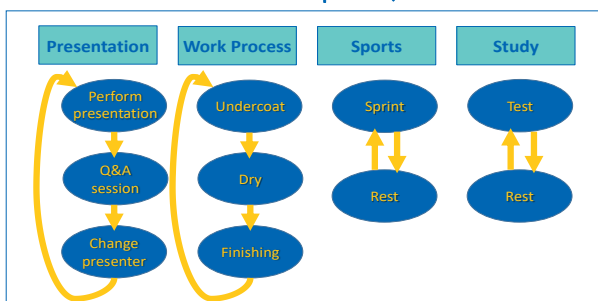 Presentation
Work Process
Sports
Study
Perform
presentation
Q&A
session
Change
presenter
Undercoat
Dry
Finishing
Sprint
Rest
Test
Rest